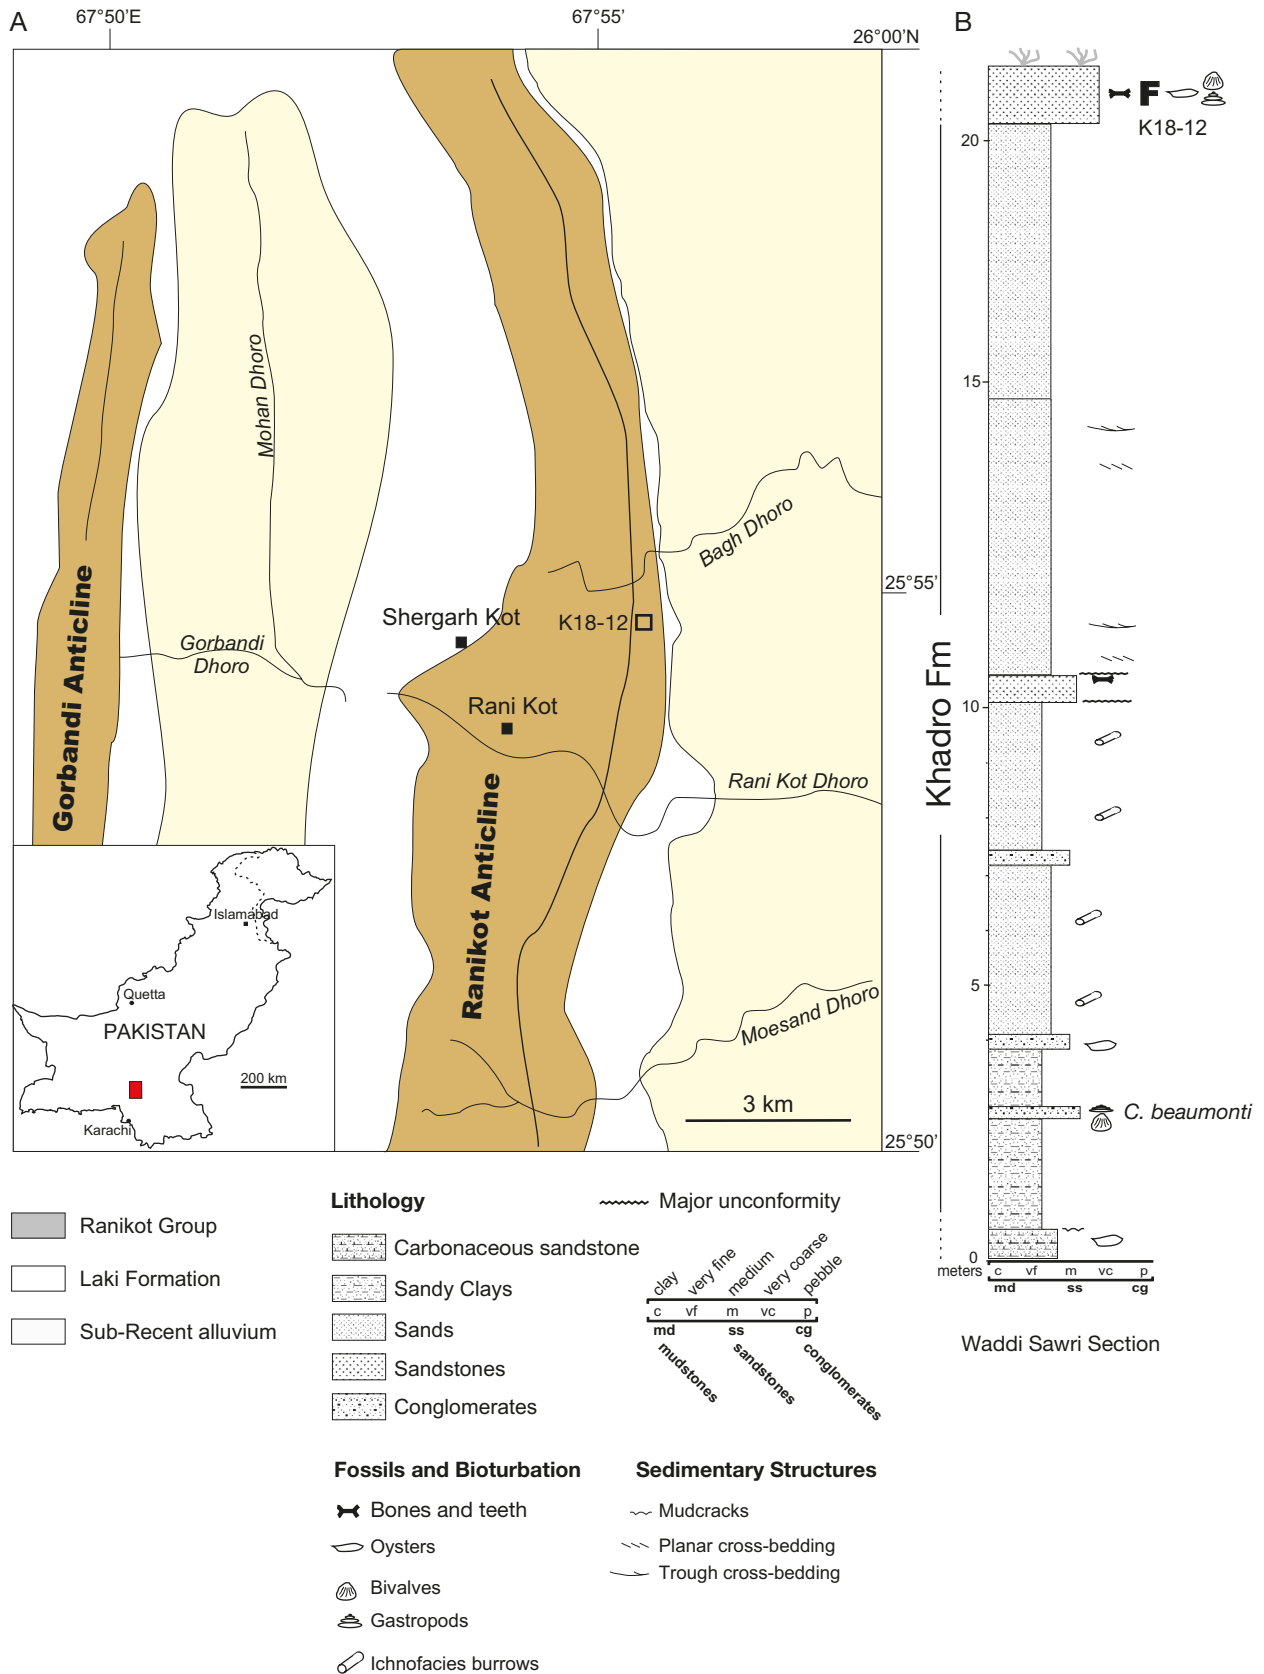 A
67°50'E
67°55'
26°00'N
Mohan Dhoro
Bagh Dhoro
25°55'
Shergarh Kot
K18-12
Gorbandi
Dhoro
Rani Kot
Rani Kot Dhoro
Gorbandi Anticline
Ranikot Anticline
Moesand Dhoro
3 km
25°50'
Islamabad
Quetta
PAKISTAN
200 km
Karachi
B
F
K18-12
20
15
10
5
0
Khadro Fm
C. beaumonti
meters
c vf m vc p
md ss cg
Waddi Sawri Section
Ranikot Group
Laki Formation
Sub-Recent alluvium
Lithology
Carbonaceous sandstone
Sandy Clays
Sands
Sandstones
Conglomerates
Major unconformity
clay
very fine
medium
very coarse
pebble
c vf m vc p
md ss cg
mudstones
sandstones
conglomerates
Fossils and Bioturbation
Bones and teeth
Oysters
Bivalves
Gastropods
Ichnofacies burrows
Sedimentary Structures
Mudcracks
Planar cross-bedding
Trough cross-bedding